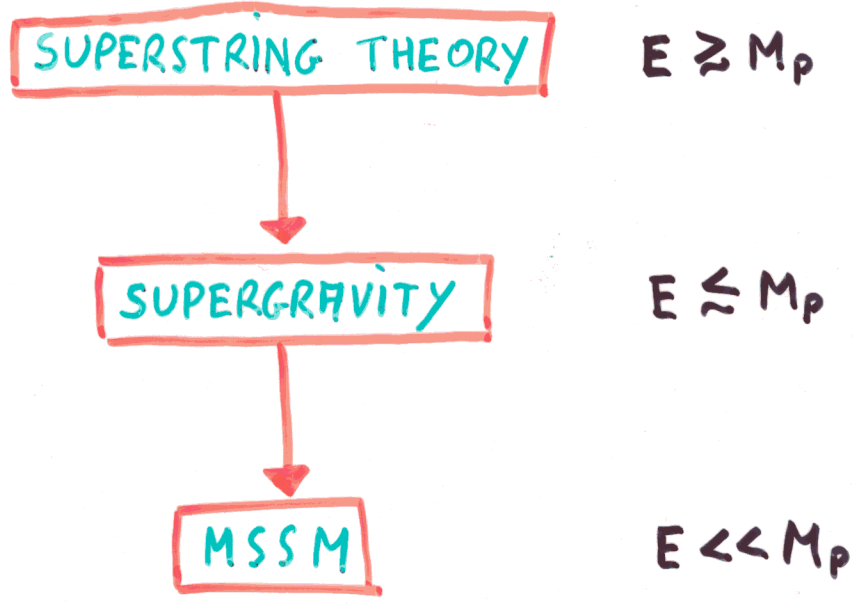 SUPERSTRING THEORY
E ≳ Mp
SUPERGRAVITY
E ≲ Mp
MSSM
E << Mp